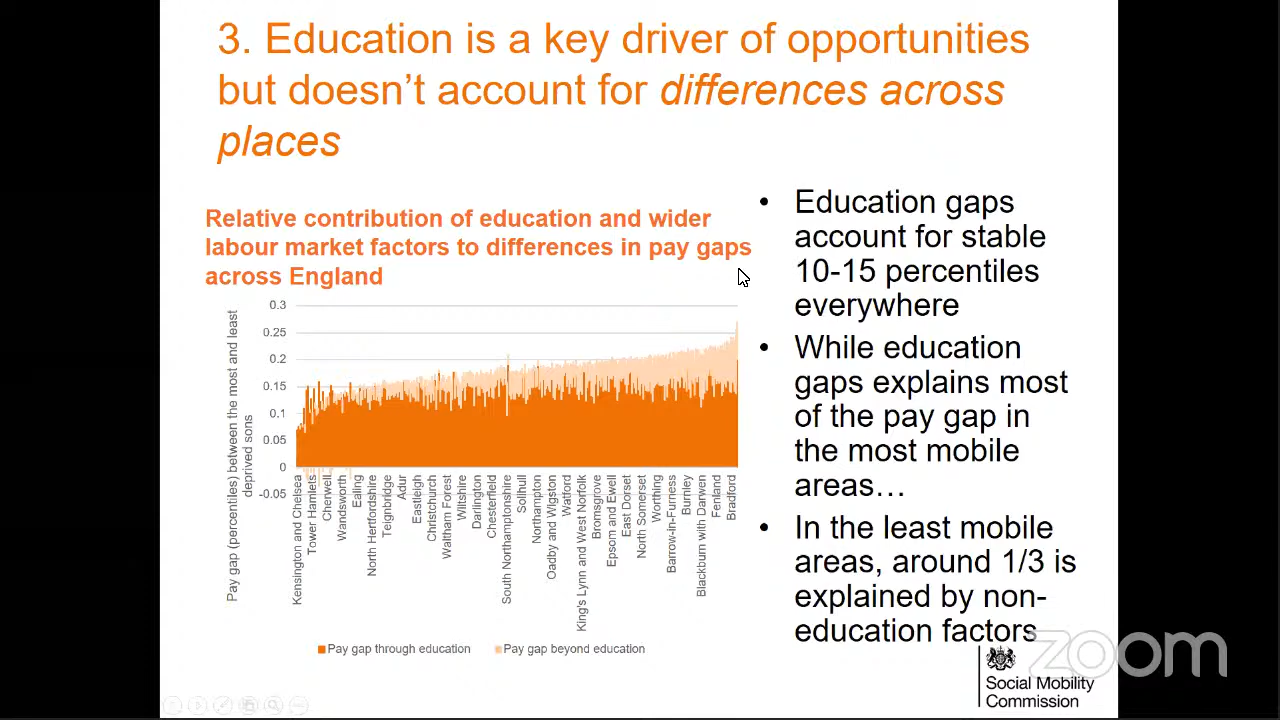 3. Education is a key driver of opportunities
but doesn’t account for differences across
places
Relative contribution of education and wider
labour market factors to differences in pay gaps
across England
Pay gap (percentiles) between the most and least
deprived sons
0.3
0.25
0.2
0.15
0.1
0.05
0
-0.05
Kensington and Chelsea
Tower Hamlets
Cherwell
Wandsworth
Ealing
North Hertfordshire
Teignbridge
Adur
Eastleigh
Christchurch
Waltham Forest
Wiltshire
Darlington
Chesterfield
South Northamptonshire
Solihull
Northampton
Oadby and Wigston
Watford
King's Lynn and West Norfolk
Bromsgrove
Epsom and Ewell
East Dorset
North Somerset
Worthing
Barrow-in-Furness
Burnley
Blackburn with Darwen
Fenland
Bradford
Pay gap through education
Pay gap beyond education
• Education gaps
account for stable
10-15 percentiles
everywhere
• While education
gaps explains most
of the pay gap in
the most mobile
areas…
• In the least mobile
areas, around 1/3 is
explained by non-
education factors
zoom
Social Mobility
Commission